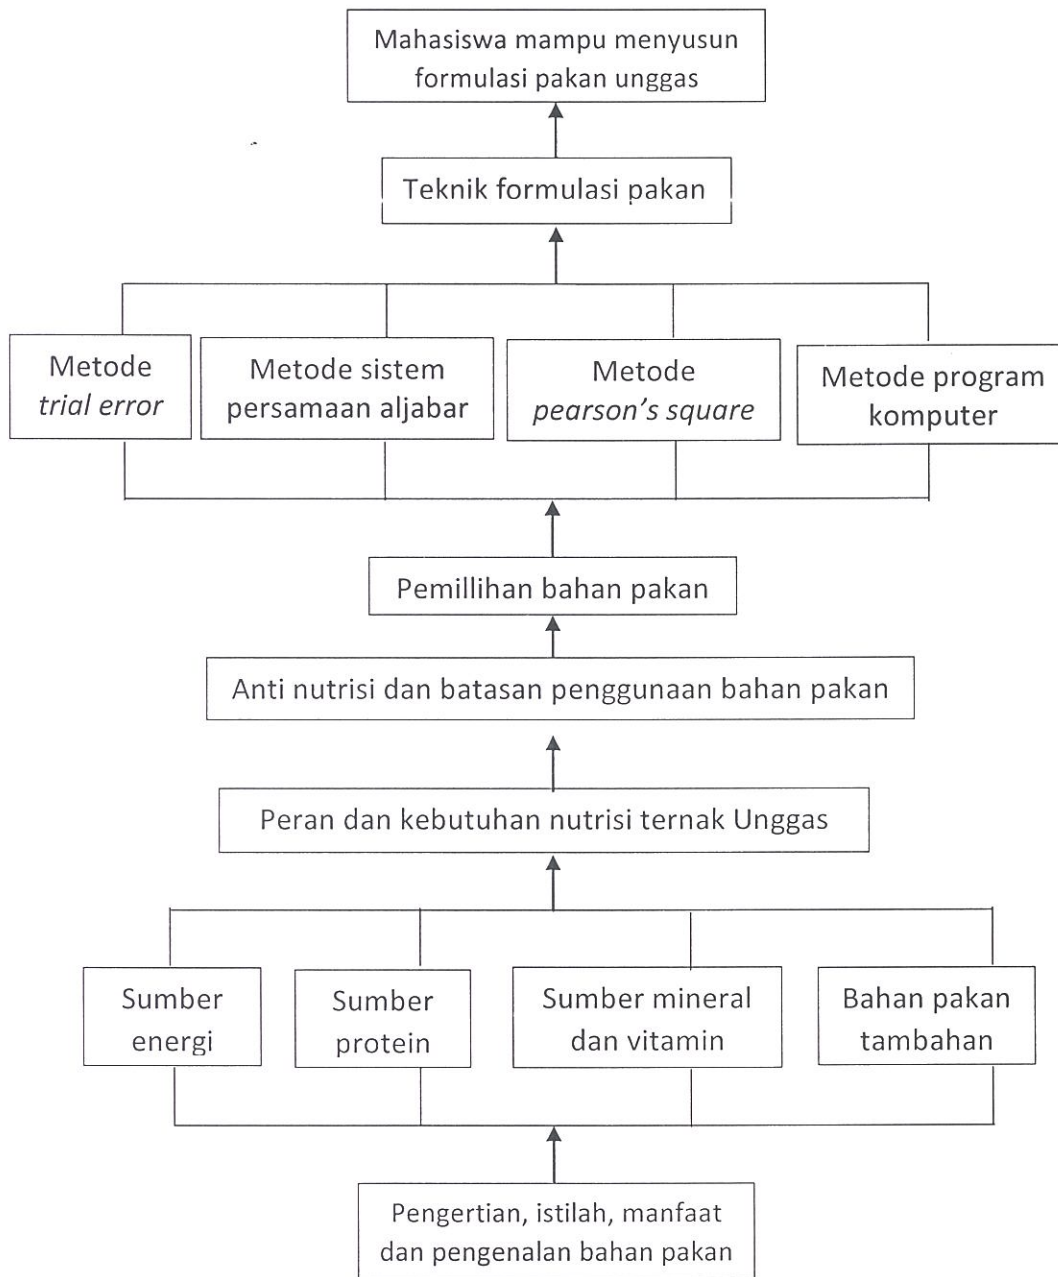 Mahasiswa mampu menyusun
formulasi pakan unggas
Teknik formulasi pakan
Metode
trial error
Metode sistem
persamaan aljabar
Metode
pearson's square
Metode program
komputer
Pemillihan bahan pakan
Anti nutrisi dan batasan penggunaan bahan pakan
Peran dan kebutuhan nutrisi ternak Unggas
Sumber
energi
Sumber
protein
Sumber mineral
dan vitamin
Bahan pakan
tambahan
Pengertian, istilah, manfaat
dan pengenalan bahan pakan